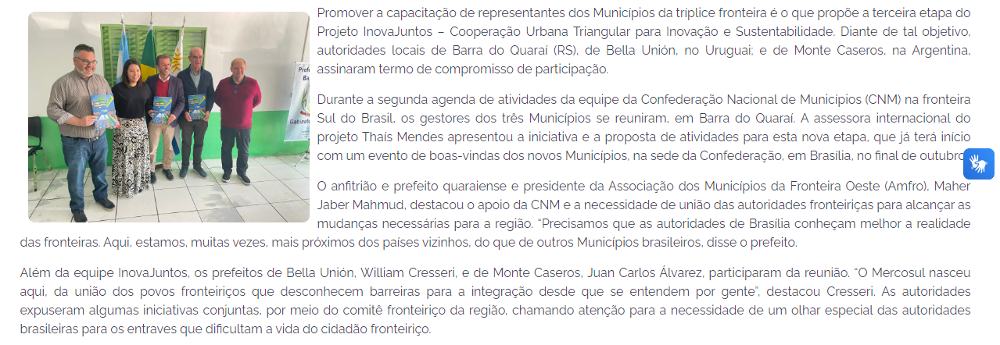 Promover a capacitação de representantes dos Municípios da tríplice fronteira é o que propõe a terceira etapa do
Projeto InovaJuntos – Cooperação Urbana Triangular para Inovação e Sustentabilidade. Diante de tal objetivo,
autoridades locais de Barra do Quaraí (RS), de Bella Unión, no Uruguai; e de Monte Caseros, na Argentina,
assinaram termo de compromisso de participação.
Durante a segunda agenda de atividades da equipe da Confederação Nacional de Municípios (CNM) na fronteira
Sul do Brasil, os gestores dos três Municípios se reuniram, em Barra do Quaraí. A assessora internacional do
projeto Thaís Mendes apresentou a iniciativa e a proposta de atividades para esta nova etapa, que já terá início
com um evento de boas-vindas dos novos Municípios, na sede da Confederação, em Brasília, no final de outubro.
O anfitrião e prefeito quaraiense e presidente da Associação dos Municípios da Fronteira Oeste (Amfro), Maher
Jaber Mahmud, destacou o apoio da CNM e a necessidade de união das autoridades fronteiriças para alcançar as
mudanças necessárias para a região. “Precisamos que as autoridades de Brasília conheçam melhor a realidade
das fronteiras. Aqui, estamos, muitas vezes, mais próximos dos países vizinhos, do que de outros Municípios brasileiros, disse o prefeito.
Além da equipe InovaJuntos, os prefeitos de Bella Unión, William Cresseri, e de Monte Caseros, Juan Carlos Álvarez, participaram da reunião. “O Mercosul nasceu
aqui, da união dos povos fronteiriços que desconhecem barreiras para a integração desde que se entendem por gente”, destacou Cresseri. As autoridades
expuseram algumas iniciativas conjuntas, por meio do comitê fronteiriço da região, chamando atenção para a necessidade de um olhar especial das autoridades
brasileiras para os entraves que dificultam a vida do cidadão fronteiriço.